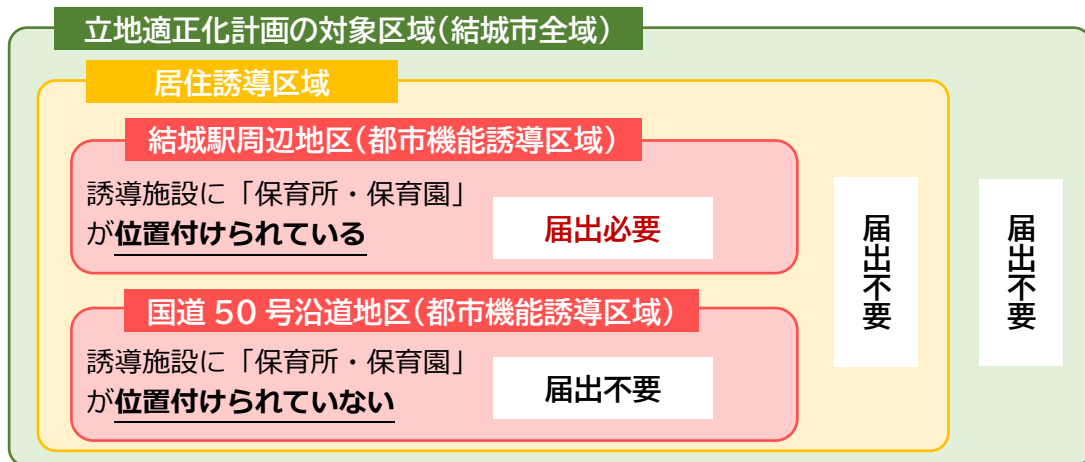 立地適正化計画の対象区域(結城市全域)
居住誘導区域
結城駅周辺地区(都市機能誘導区域)
誘導施設に「保育所・保育園」
が位置付けられている
届出必要
国道 50 号沿道地区(都市機能誘導区域)
誘導施設に「保育所・保育園」
が位置付けられていない
届出不要
届出不要
届出不要